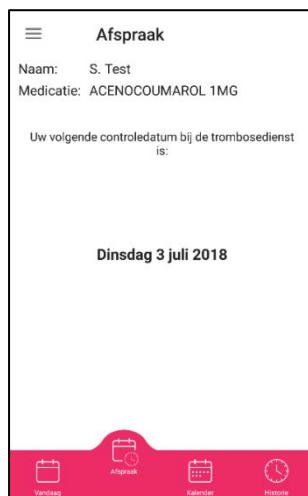 Afspraak
Naam: S. Test
Medicatie: ACENOCOUMAROL 1MG
Uw volgende controledatum bij de trombosedienst
is:
Dinsdag 3 juli 2018
Vandaag Afspraak Kalender Historie